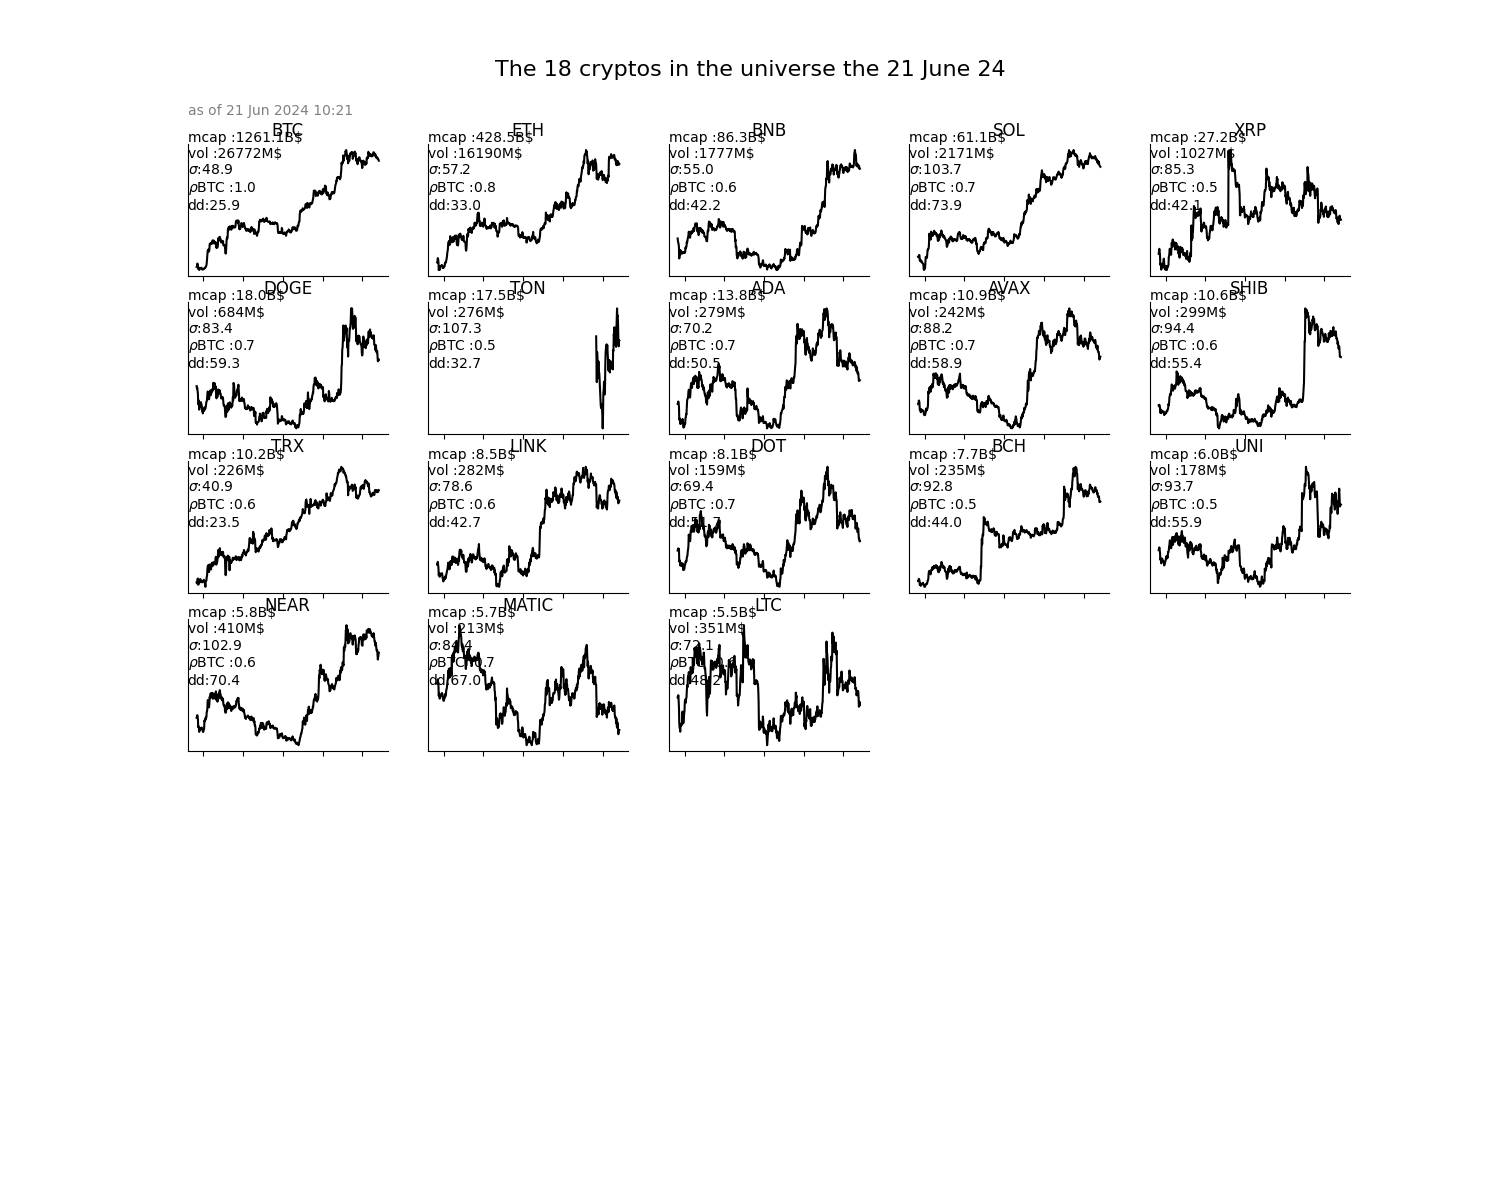 The 18 cryptos in the universe the 21 June 24
as of 21 Jun 2024 10:21
BTC
mcap :1261.1B$
vol :26772M$
σ:48.9
ρBTC :1.0
dd:25.9
ETH
mcap :428.5B$
vol :16190M$
σ:57.2
ρBTC :0.8
dd:33.0
BNB
mcap :86.3B$
vol :1777M$
σ:55.0
ρBTC :0.6
dd:42.2
SOL
mcap :61.1B$
vol :2171M$
σ:103.7
ρBTC :0.7
dd:73.9
XRP
mcap :27.2B$
vol :1027M$
σ:85.3
ρBTC :0.5
dd:42.1
DOGE
mcap :18.0B$
vol :684M$
σ:83.4
ρBTC :0.7
dd:59.3
TON
mcap :17.5B$
vol :276M$
σ:107.3
ρBTC :0.5
dd:32.7
ADA
mcap :13.8B$
vol :279M$
σ:70.2
ρBTC :0.7
dd:50.5
AVAX
mcap :10.9B$
vol :242M$
σ:88.2
ρBTC :0.7
dd:58.9
SHIB
mcap :10.6B$
vol :299M$
σ:94.4
ρBTC :0.6
dd:55.4
TRX
mcap :10.2B$
vol :226M$
σ:40.9
ρBTC :0.6
dd:23.5
LINK
mcap :8.5B$
vol :282M$
σ:78.6
ρBTC :0.6
dd:42.7
DOT
mcap :8.1B$
vol :159M$
σ:69.4
ρBTC :0.7
BCH
mcap :7.7B$
vol :235M$
σ:92.8
ρBTC :0.5
dd:44.0
UNI
mcap :6.0B$
vol :178M$
σ:93.7
ρBTC :0.5
dd:55.9
NEAR
mcap :5.8B$
vol :410M$
σ:102.9
ρBTC :0.6
dd:70.4
MATIC
mcap :5.7B$
vol :213M$
σ:84.4
ρBTC :0.7
dd:67.0
LTC
mcap :5.5B$
vol :351M$
σ:72.1
ρBTC
dd:48.2